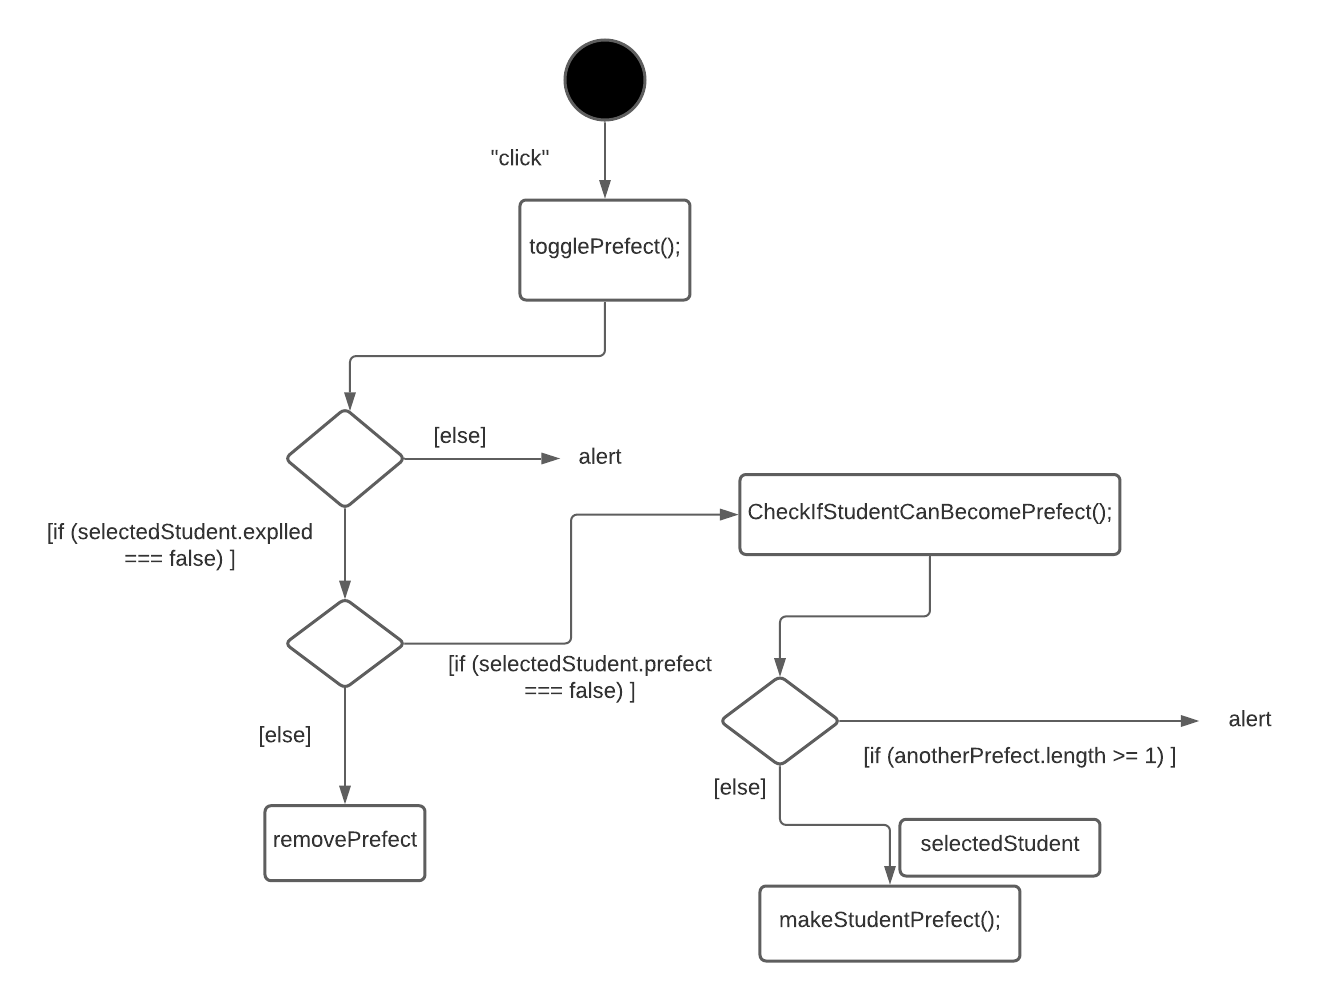 "click"
togglePrefect();
[else]
alert
[if (selectedStudent.explled
=== false) ]
CheckIfStudentCanBecomePrefect();
[if (selectedStudent.prefect
=== false) ]
[else]
removePrefect
alert
[if (anotherPrefect.length >= 1) ]
[else]
selectedStudent
makeStudentPrefect();